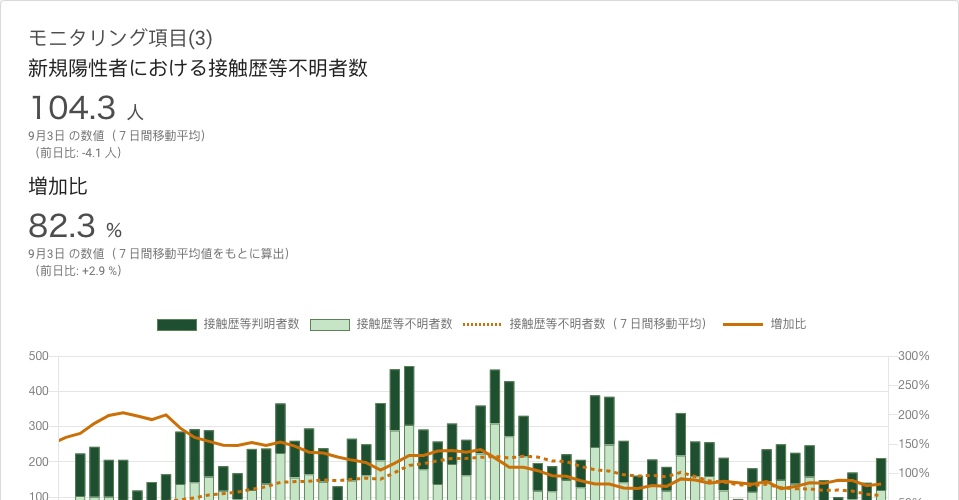 モニタリング項目(3)
新規陽性者における接触歴等不明者数
104.3 人
9月3日 の数値（７日間移動平均）
（前日比: -4.1 人）
増加比
82.3 %
9月3日 の数値（７日間移動平均値をもとに算出）
（前日比: +2.9 %）
接触歴等判明者数 接触歴等不明者数 接触歴等不明者数（７日間移動平均） 増加比
500 300%
250%
400
200%
300
150%
200
100%
100